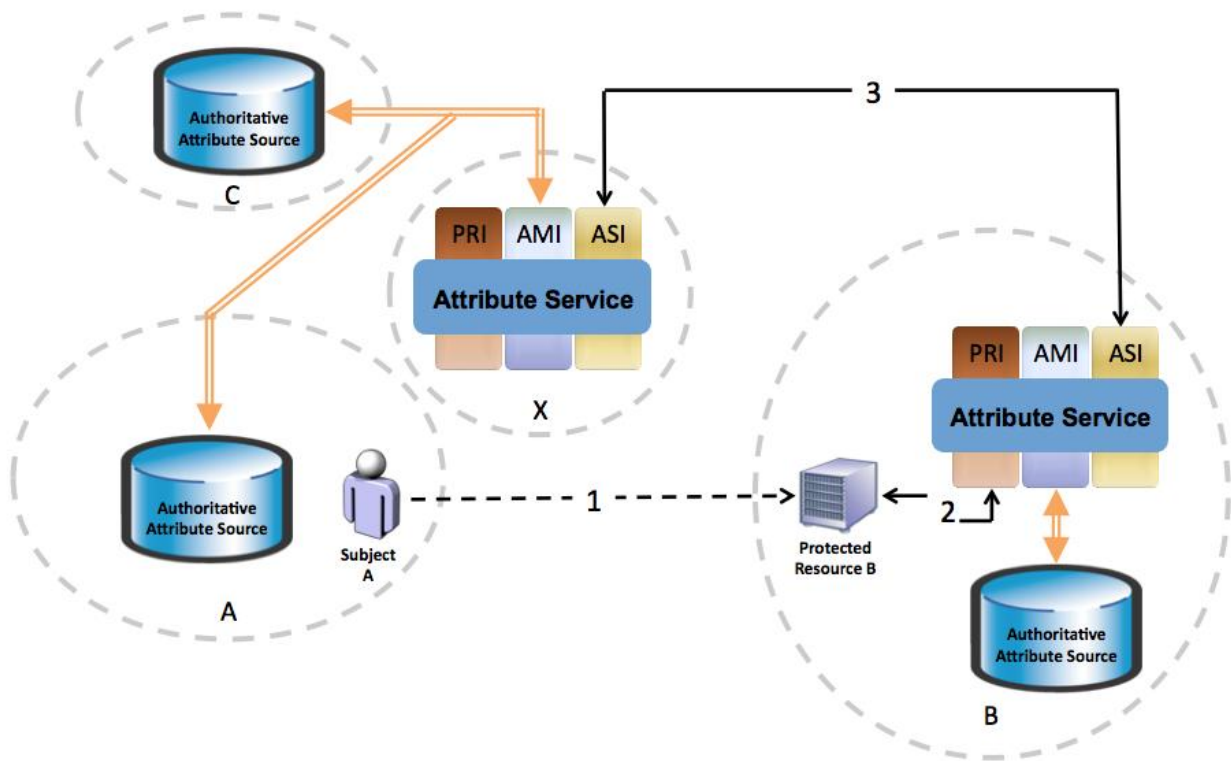 Authoritative
Attribute Source
C
3
PRI AMI ASI
Attribute Service
X
PRI AMI ASI
Attribute Service
Authoritative
Attribute Source
A
Subject
A
1
Protected
Resource B
2
Authoritative
Attribute Source
B